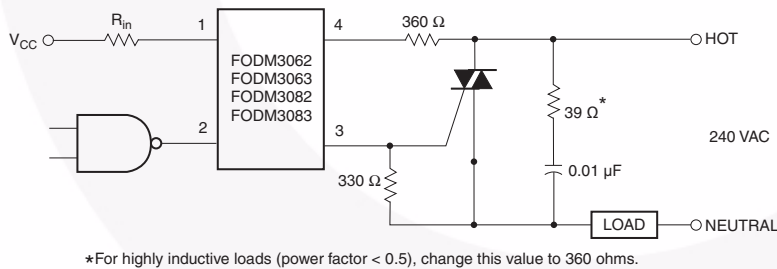 R_in
1
4
360 Ω
V_CC
HOT
FODM3062
FODM3063
FODM3082
FODM3083
39 Ω*
240 VAC
2
3
330 Ω
0.01 µF
LOAD
NEUTRAL
*For highly inductive loads (power factor < 0.5), change this value to 360 ohms.